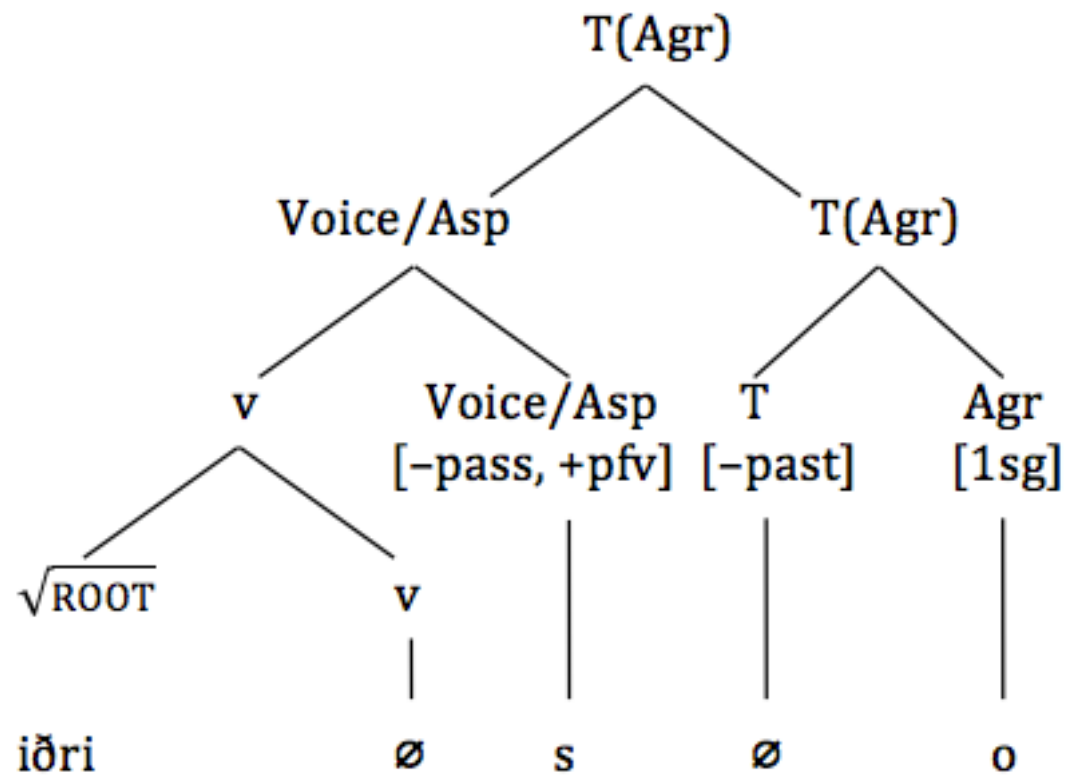 T(Agr)
Voice/Asp T(Agr)
v Voice/Asp T Agr
[–pass, +pfv] [–past] [1sg]
√ROOT v
iðri Ø s Ø o